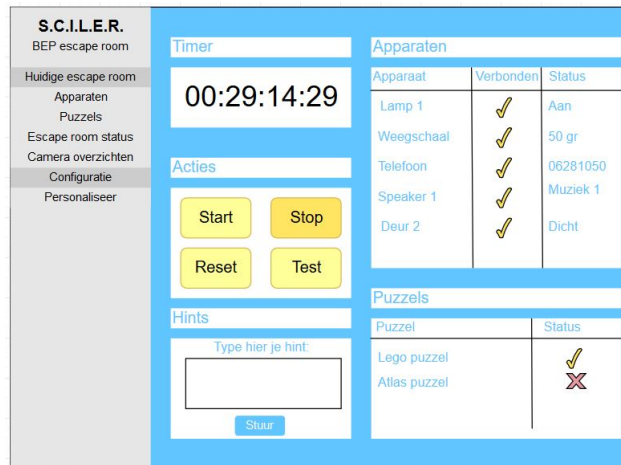 S.C.I.L.E.R.
BEP escape room
Huidige escape room
Apparaten
Puzzels
Escape room status
Camera overzichten
Configuratie
Personaliseer
Timer
00:29:14:29
Acties
Start Stop
Reset Test
Hints
Type hier je hint:
Stuur
Apparaten
Apparaat Verbonden Status
Lamp 1 Aan
Weegschaal 50 gr
Telefoon 06281050
Speaker 1 Muziek 1
Deur 2 Dicht
Puzzels
Puzzel Status
Lego puzzel
Atlas puzzel